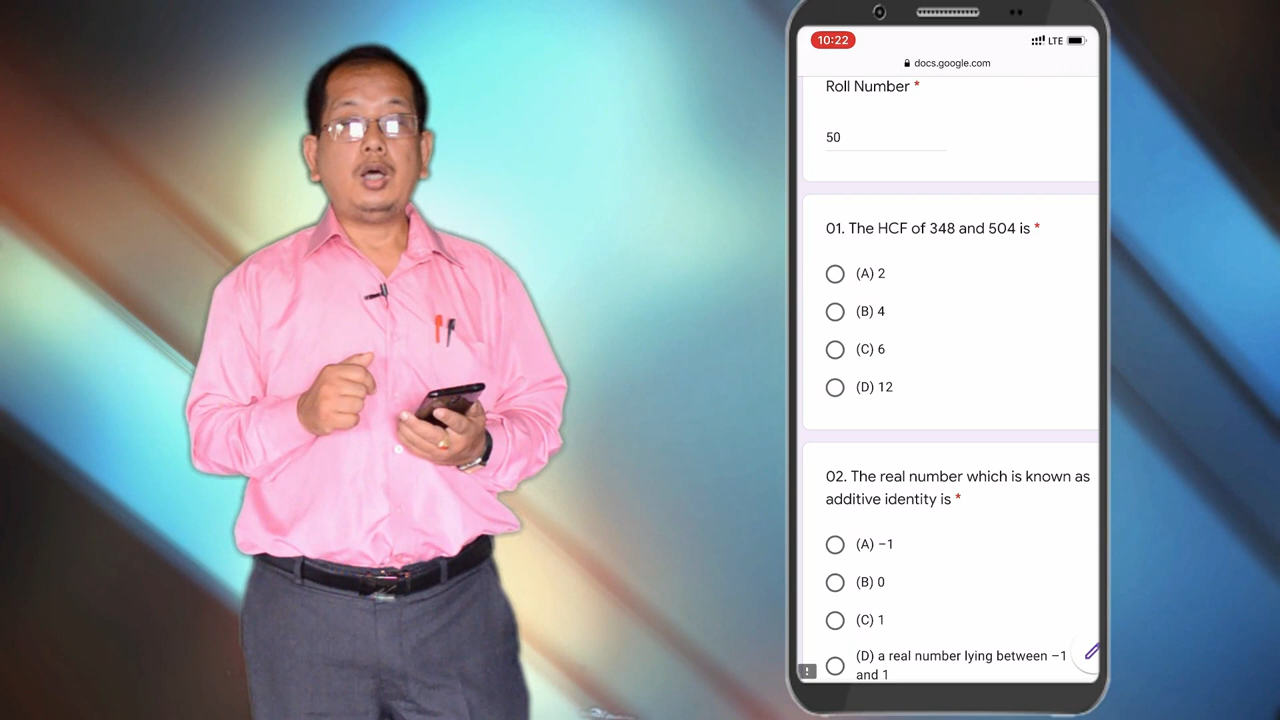 10:22
LTE
docs.google.com
Roll Number *
50
01. The HCF of 348 and 504 is *
(A) 2
(B) 4
(C) 6
(D) 12
02. The real number which is known as
additive identity is *
(A) −1
(B) 0
(C) 1
(D) a real number lying between −1
and 1